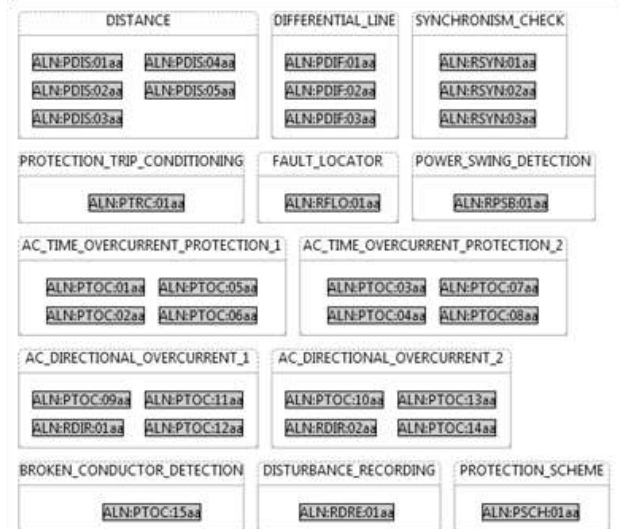 DISTANCE DIFFERENTIAL_LINE SYNCHRONISM_CHECK
ALN:PDIS:01aa ALN:PDIS:04aa ALN:PDIF:01aa ALN:RSYN:01aa
ALN:PDIS:02aa ALN:PDIS:05aa ALN:PDIF:02aa ALN:RSYN:02aa
ALN:PDIS:03aa ALN:PDIF:03aa ALN:RSYN:03aa
PROTECTION_TRIP_CONDITIONING FAULT_LOCATOR POWER_SWING_DETECTION
ALN:PTRC:01aa ALN:RFLO:01aa ALN:RPSB:01aa
AC_TIME_OVERCURRENT_PROTECTION_1 AC_TIME_OVERCURRENT_PROTECTION_2
ALN:PTOC:01aa ALN:PTOC:05aa ALN:PTOC:03aa ALN:PTOC:07aa
ALN:PTOC:02aa ALN:PTOC:06aa ALN:PTOC:04aa ALN:PTOC:08aa
AC_DIRECTIONAL_OVERCURRENT_1 AC_DIRECTIONAL_OVERCURRENT_2
ALN:PTOC:09aa ALN:PTOC:11aa ALN:PTOC:10aa ALN:PTOC:13aa
ALN:RDIR:01aa ALN:PTOC:12aa ALN:RDIR:02aa ALN:PTOC:14aa
BROKEN_CONDUCTOR_DETECTION DISTURBANCE_RECORDING PROTECTION_SCHEME
ALN:PTOC:15aa ALN:RDRE:01aa ALN:PSCH:01aa